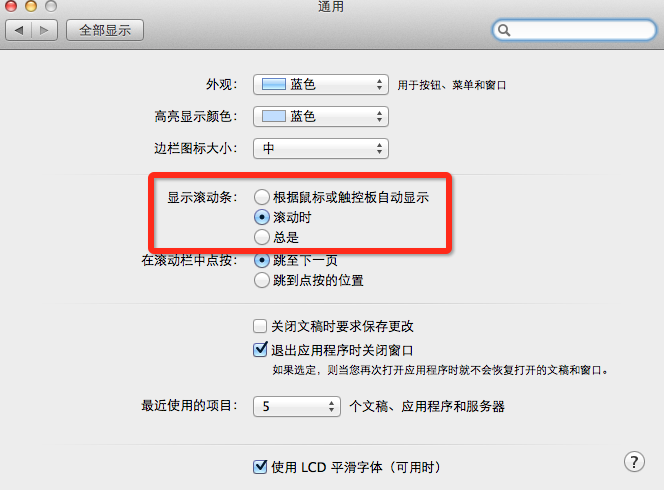 通用
全部显示
外观： 蓝色 用于按钮、菜单和窗口
高亮显示颜色： 蓝色
边栏图标大小： 中
显示滚动条： 根据鼠标或触控板自动显示
滚动时
总是
在滚动栏中点按： 跳至下一页
跳到点按的位置
关闭文稿时要求保存更改
退出应用程序时关闭窗口
如果选定，则当您再次打开应用程序时就不会恢复打开的文稿和窗口。
最近使用的项目： 5 个文稿、应用程序和服务器
使用 LCD 平滑字体（可用时）
?